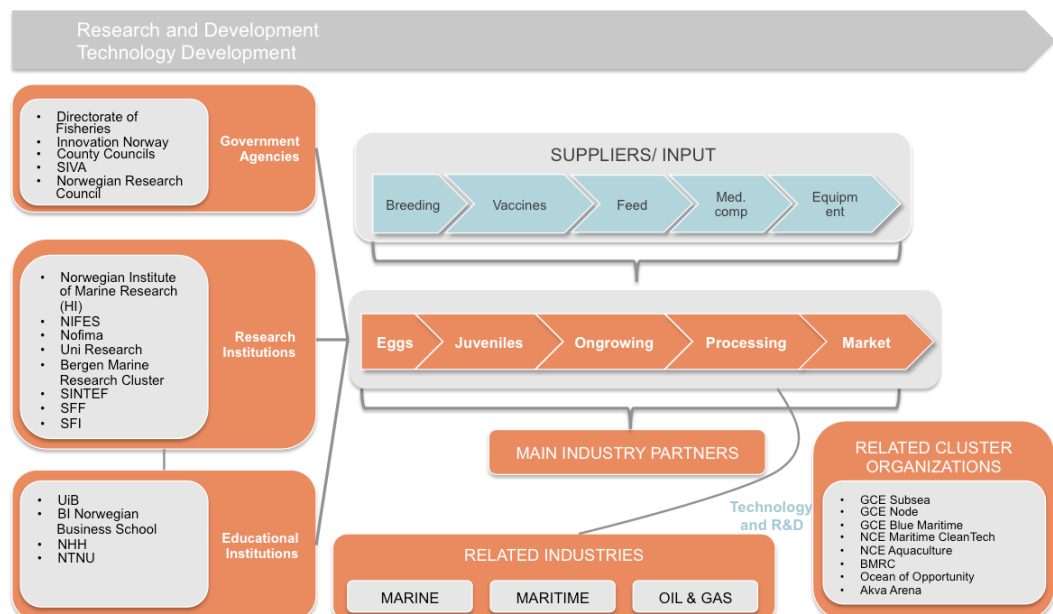 Research and Development
Technology Development
Directorate of
Fisheries
Innovation Norway
County Councils
SIVA
Norwegian Research
Council
Government
Agencies
SUPPLIERS/ INPUT
Breeding
Vaccines
Feed
Med.
comp
Equipm
ent
Norwegian Institute
of Marine Research
(HI)
NIFES
Nofima
Uni Research
Bergen Marine
Research Cluster
SINTEF
SFF
SFI
Research
Institutions
Eggs
Juveniles
Ongrowing
Processing
Market
MAIN INDUSTRY PARTNERS
UiB
BI Norwegian
Business School
NHH
NTNU
Educational
Institutions
Technology
and R&D
RELATED INDUSTRIES
MARINE
MARITIME
OIL & GAS
RELATED CLUSTER
ORGANIZATIONS
GCE Subsea
GCE Node
GCE Blue Maritime
NCE Maritime CleanTech
NCE Aquaculture
BMRC
Ocean of Opportunity
Akva Arena